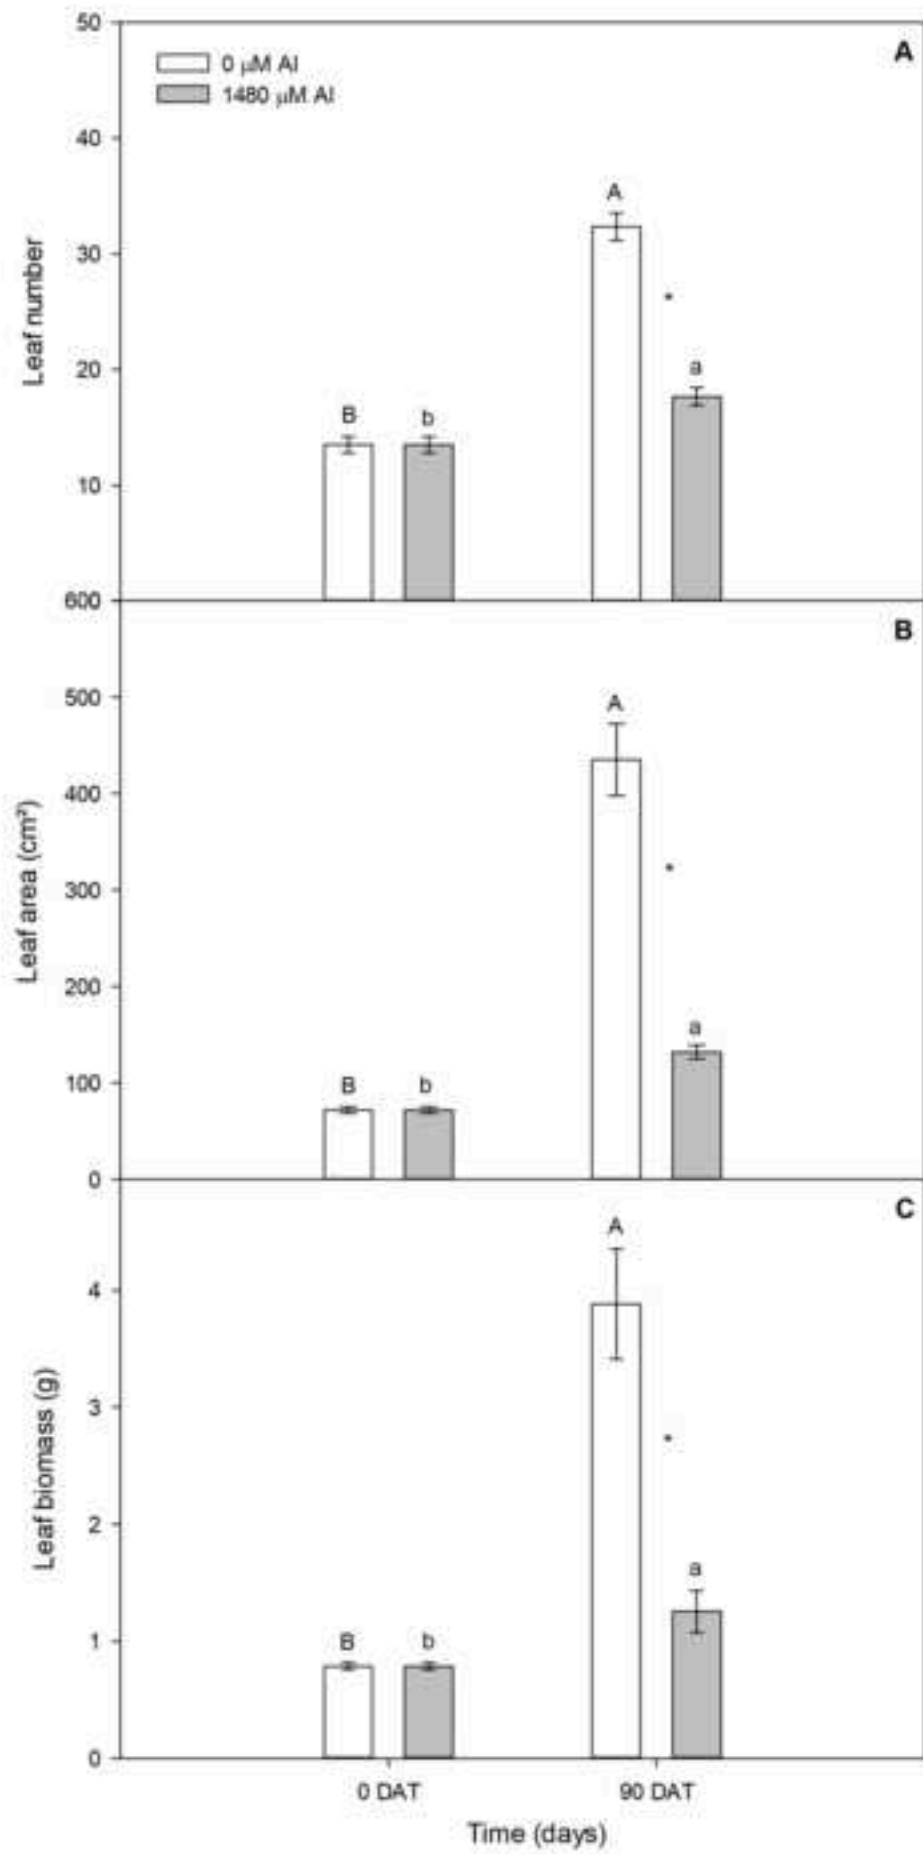 50
A
0 µM Al
1480 µM Al
40
A
30
*
20
a
B
b
10
Leaf number
600
B
500
A
400
*
300
200
a
100
B
b
0
Leaf area (cm²)
C
A
4
3
*
2
a
1
B
b
0
Leaf biomass (g)
0 DAT
90 DAT
Time (days)